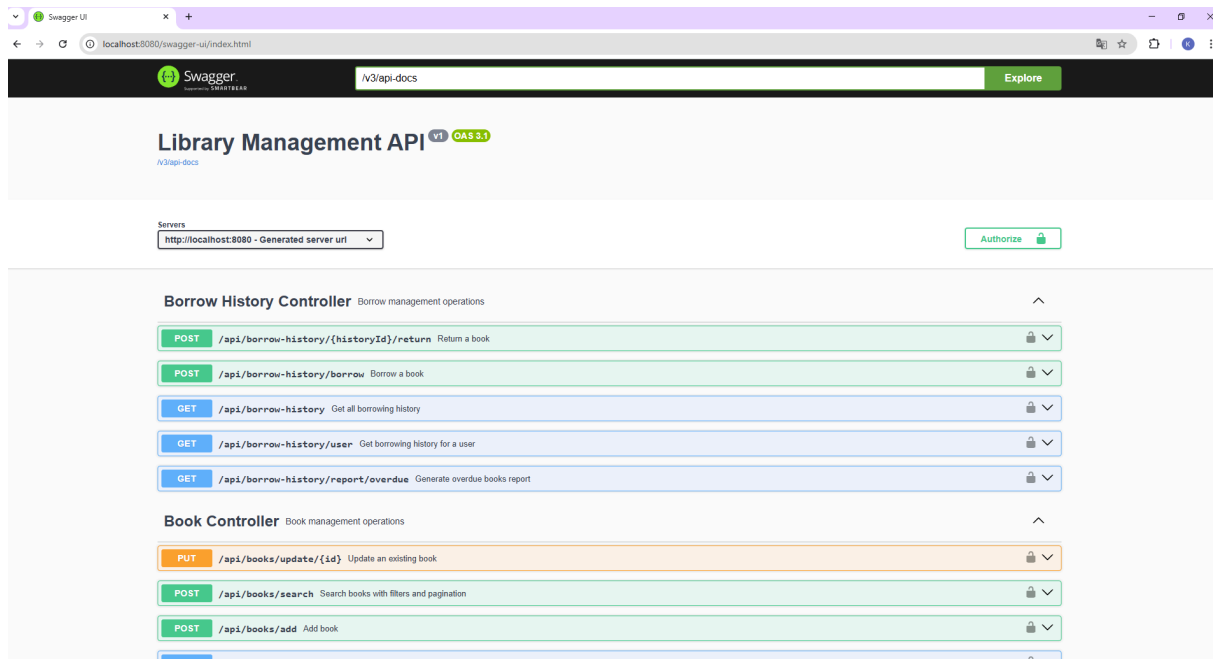 Swagger UI
localhost:8080/swagger-ui/index.html
K
Swagger.
Supported by SMARTBEAR
/v3/api-docs
Explore
Library Management API v1 OAS 3.1
/v3/api-docs
Servers
http://localhost:8080 - Generated server url
Authorize
Borrow History Controller Borrow management operations
POST /api/borrow-history/{historyId}/return Return a book
POST /api/borrow-history/borrow Borrow a book
GET /api/borrow-history Get all borrowing history
GET /api/borrow-history/user Get borrowing history for a user
GET /api/borrow-history/report/overdue Generate overdue books report
Book Controller Book management operations
PUT /api/books/update/{id} Update an existing book
POST /api/books/search Search books with filters and pagination
POST /api/books/add Add book